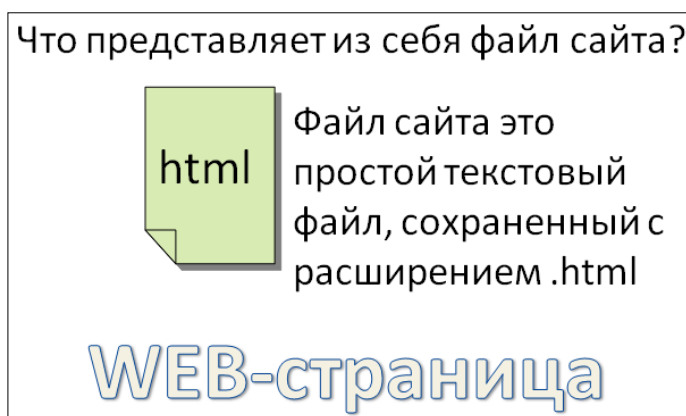 Что представляет из себя файл сайта?
html
Файл сайта это
простой текстовый
файл, сохраненный с
расширением .html
WEB-страница